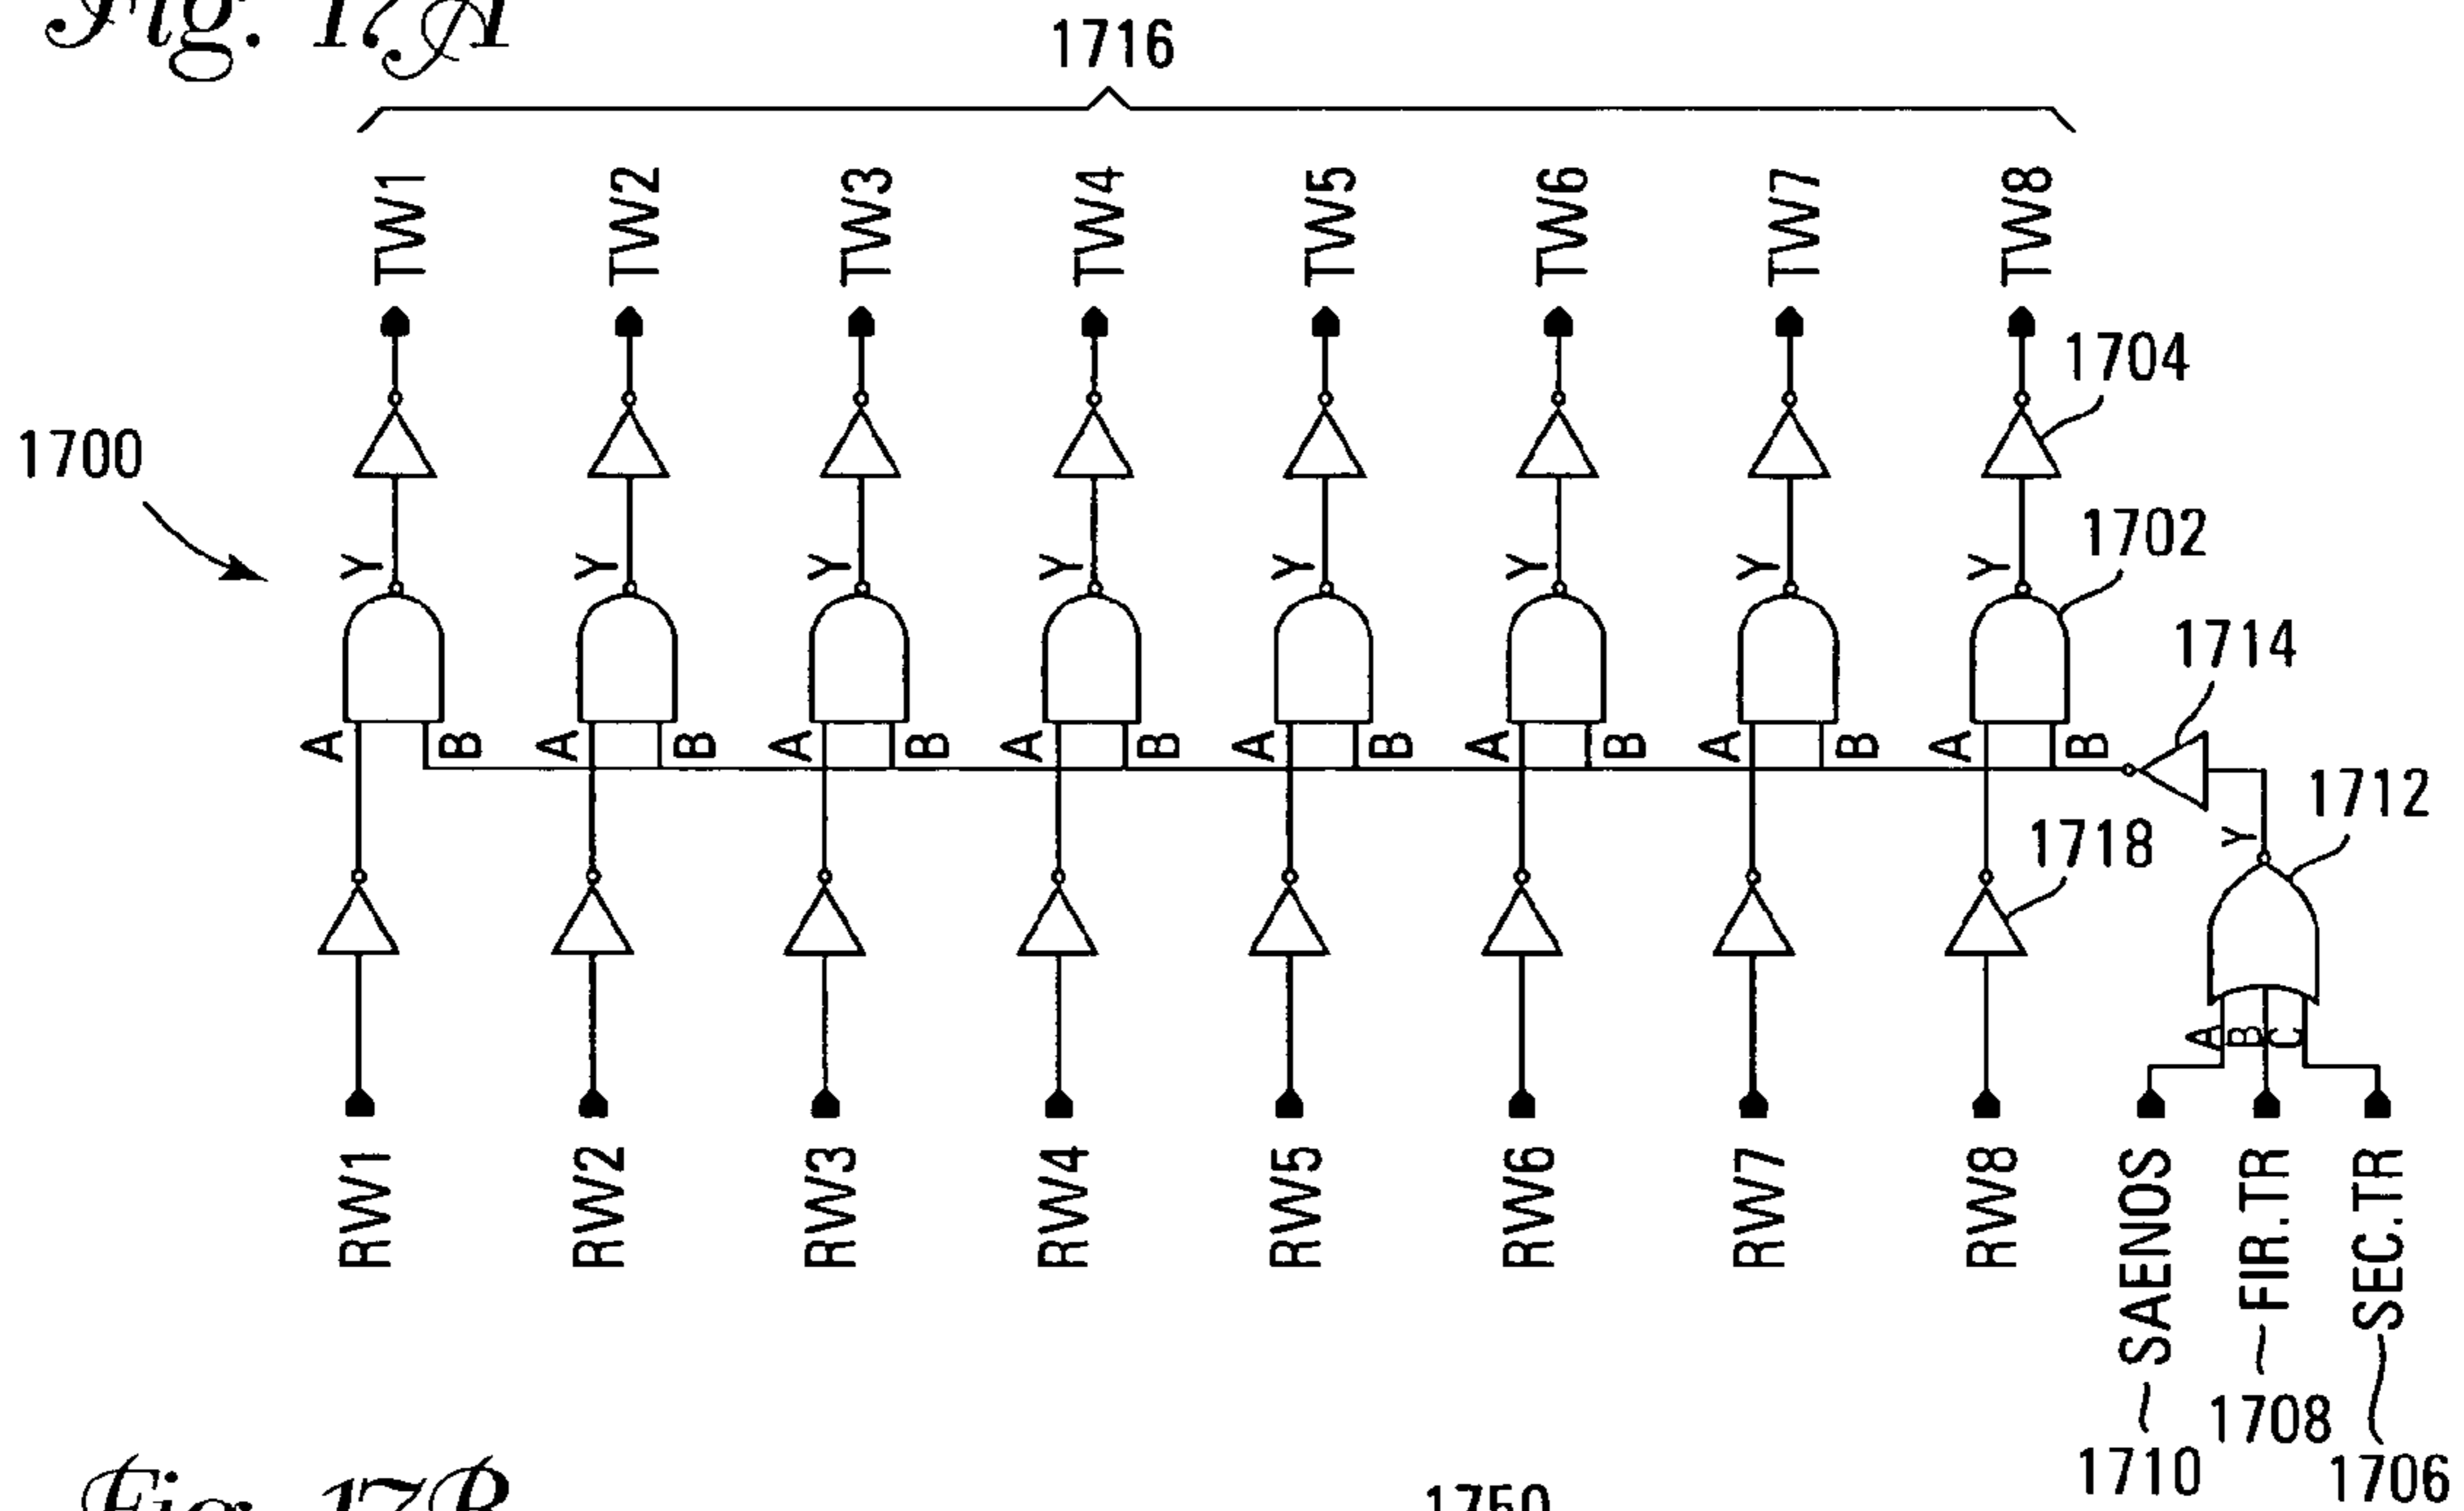 Fig. 17A
1716
TW1 TW2 TW3 TW4 TW5 TW6 TW7 TW8
1704
1700
1702
Y Y Y Y Y Y Y Y
1714
A B A B A B A B A B A B A B A B
1712
1718
Y
A B C
RW1 RW2 RW3 RW4 RW5 RW6 RW7 RW8 SAENOS FIR.TR SEC.TR
1710 1708 1706
Fig. 17B
1750